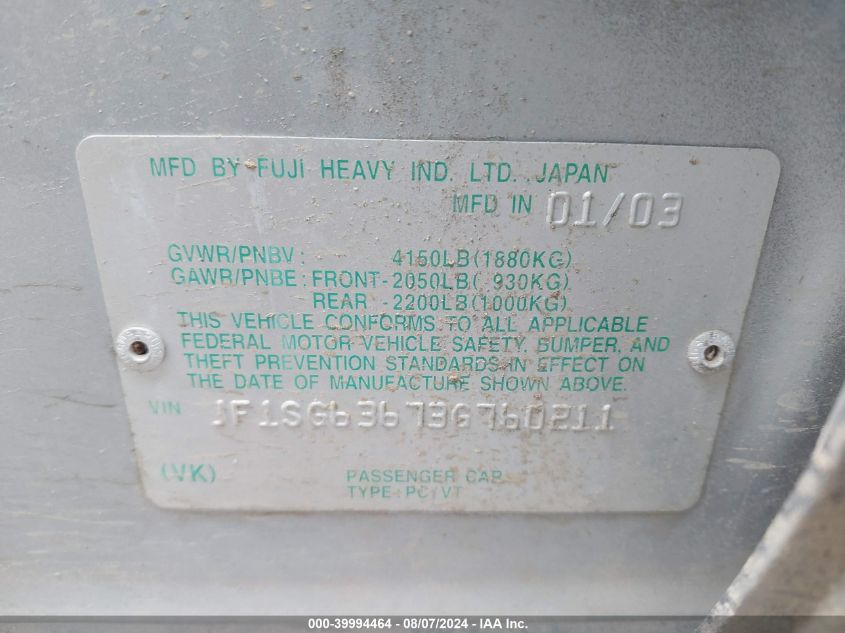 MFD BY FUJI HEAVY IND. LTD. JAPAN
MFD IN 01/03
GVWR/PNBV: 4150LB(1880KG)
GAWR/PNBE: FRONT-2050LB( 930KG)
REAR -2200LB(1000KG)
THIS VEHICLE CONFORMS TO ALL APPLICABLE
FEDERAL MOTOR VEHICLE SAFETY, BUMPER, AND
THEFT PREVENTION STANDARDS IN EFFECT ON
THE DATE OF MANUFACTURE SHOWN ABOVE.
VIN JF1SG63673G760211
(VK) PASSENGER CAR
TYPE:PC/VT
000-39994464 | 08/07/2024 - IAA Inc.